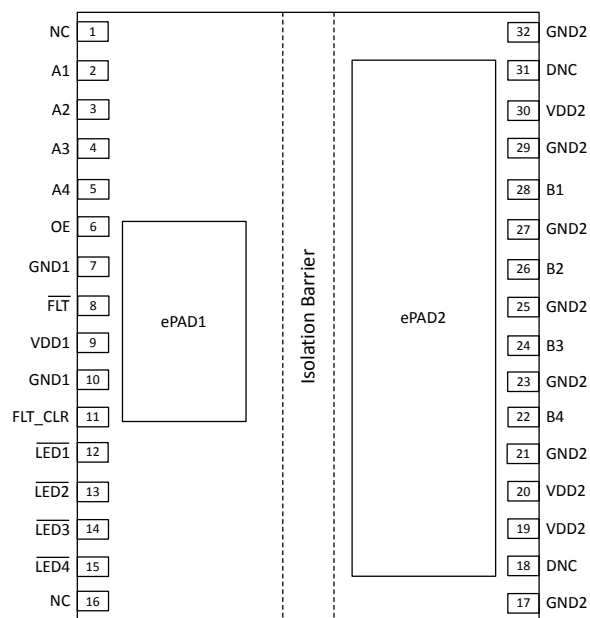 NC 1 32 GND2
A1 2 31 DNC
A2 3 30 VDD2
A3 4 29 GND2
A4 5 28 B1
OE 6 27 GND2
GND1 7 26 B2
FLT 8 25 GND2
ePAD1
Isolation Barrier
ePAD2
VDD1 9 24 B3
GND1 10 23 GND2
FLT_CLR 11 22 B4
LED1 12 21 GND2
LED2 13 20 VDD2
LED3 14 19 VDD2
LED4 15 18 DNC
NC 16 17 GND2